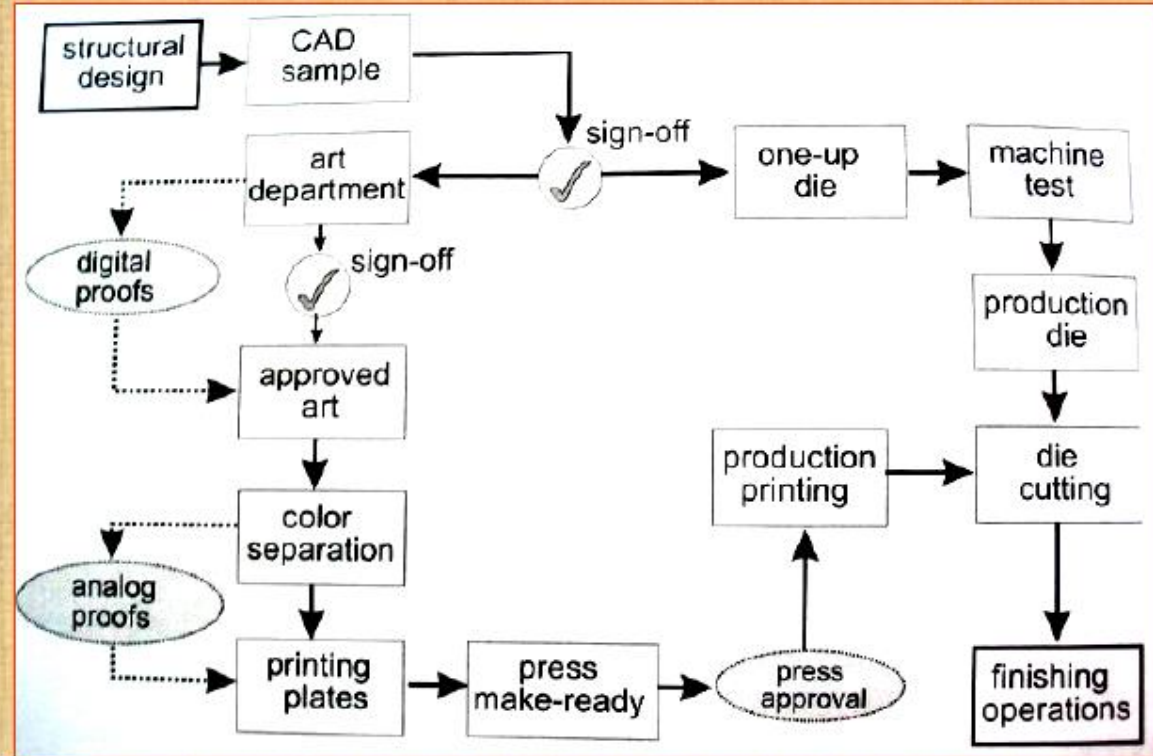 structural
design
CAD
sample
sign-off
art
department
one-up
die
machine
test
digital
proofs
sign-off
production
die
approved
art
production
printing
die
cutting
color
separation
analog
proofs
printing
plates
press
make-ready
press
approval
finishing
operations